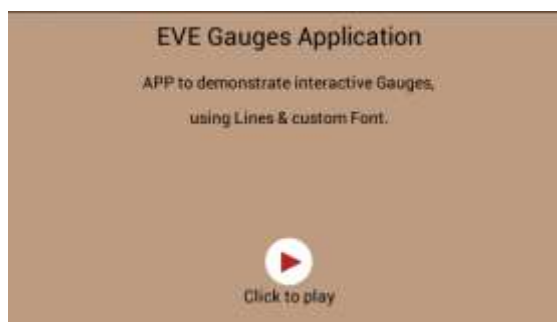 EVE Gauges Application
APP to demonstrate interactive Gauges,
using Lines & custom Font.
Click to play